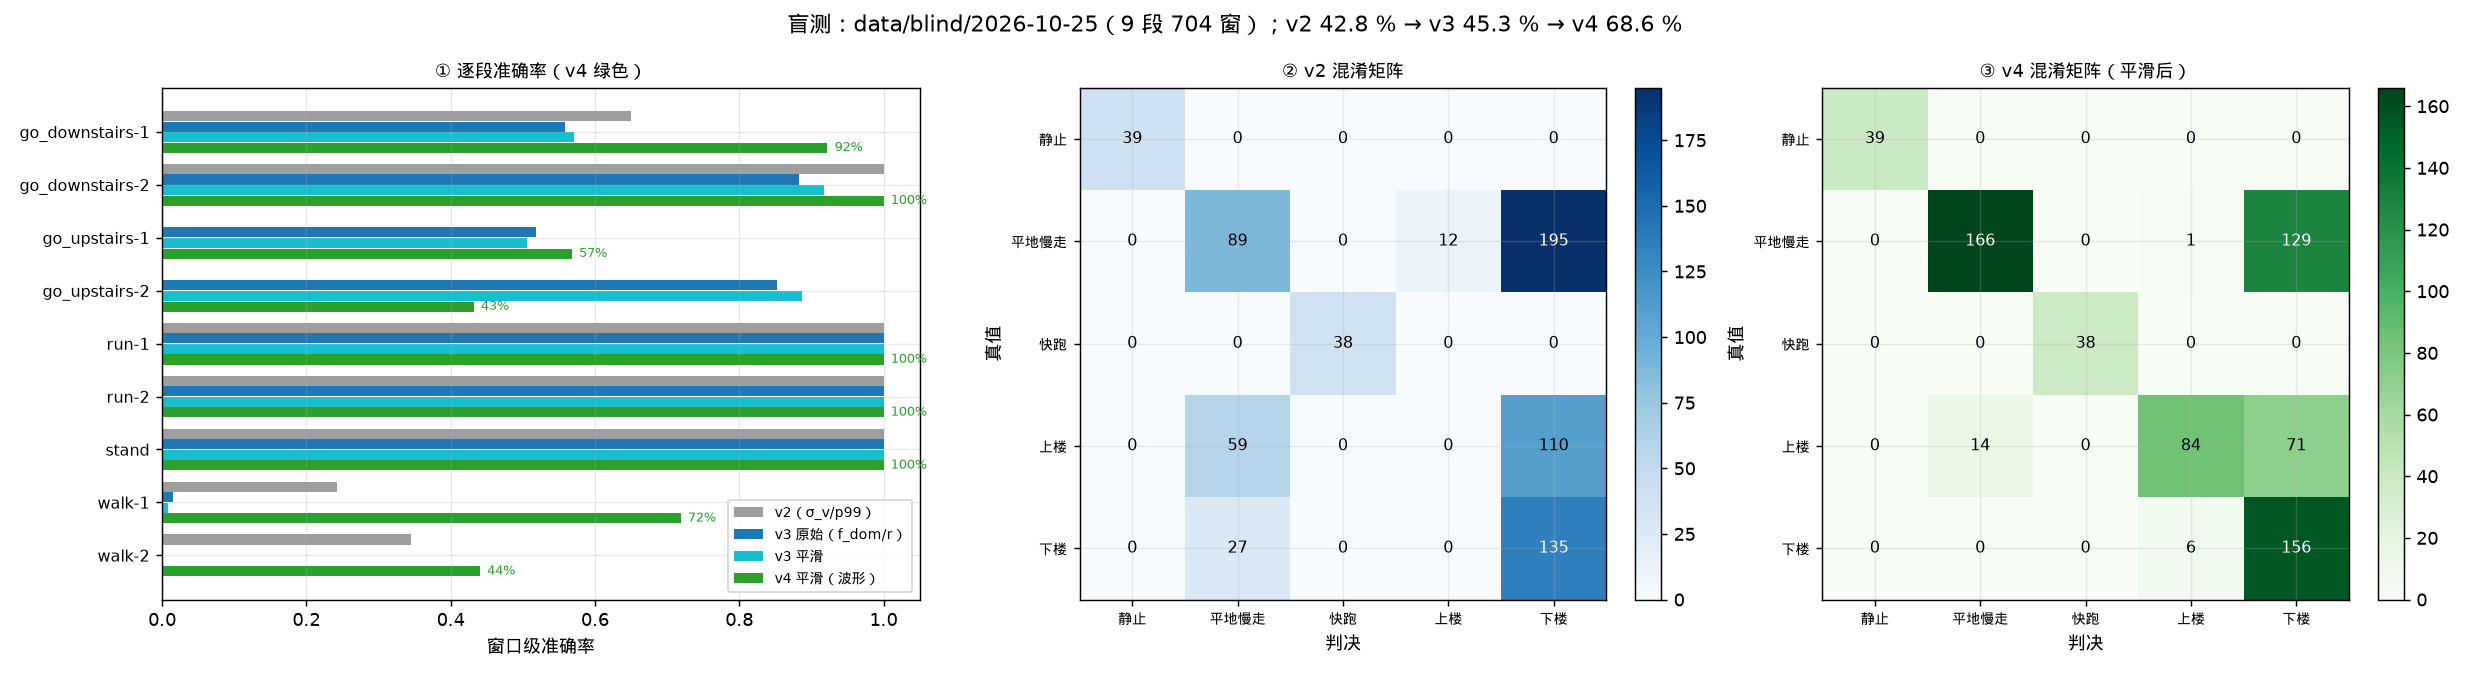 盲测：data/blind/2026-10-25（9 段 704 窗）；v2 42.8 % → v3 45.3 % → v4 68.6 %
① 逐段准确率（v4 绿色）
go_downstairs-1
92%
go_downstairs-2
100%
go_upstairs-1
57%
go_upstairs-2
43%
run-1
100%
run-2
100%
stand
100%
walk-1
72%
walk-2
44%
v2（σ_v/p99）
v3 原始（f_dom/r）
v3 平滑
v4 平滑（波形）
0.0 0.2 0.4 0.6 0.8 1.0
窗口级准确率
② v2 混淆矩阵
真值
静止 39 0 0 0 0
平地慢走 0 89 0 12 195
快跑 0 0 38 0 0
上楼 0 59 0 0 110
下楼 0 27 0 0 135
静止 平地慢走 快跑 上楼 下楼
判决
175
150
125
100
75
50
25
0
③ v4 混淆矩阵（平滑后）
真值
静止 39 0 0 0 0
平地慢走 0 166 0 1 129
快跑 0 0 38 0 0
上楼 0 14 0 84 71
下楼 0 0 0 6 156
静止 平地慢走 快跑 上楼 下楼
判决
160
140
120
100
80
60
40
20
0